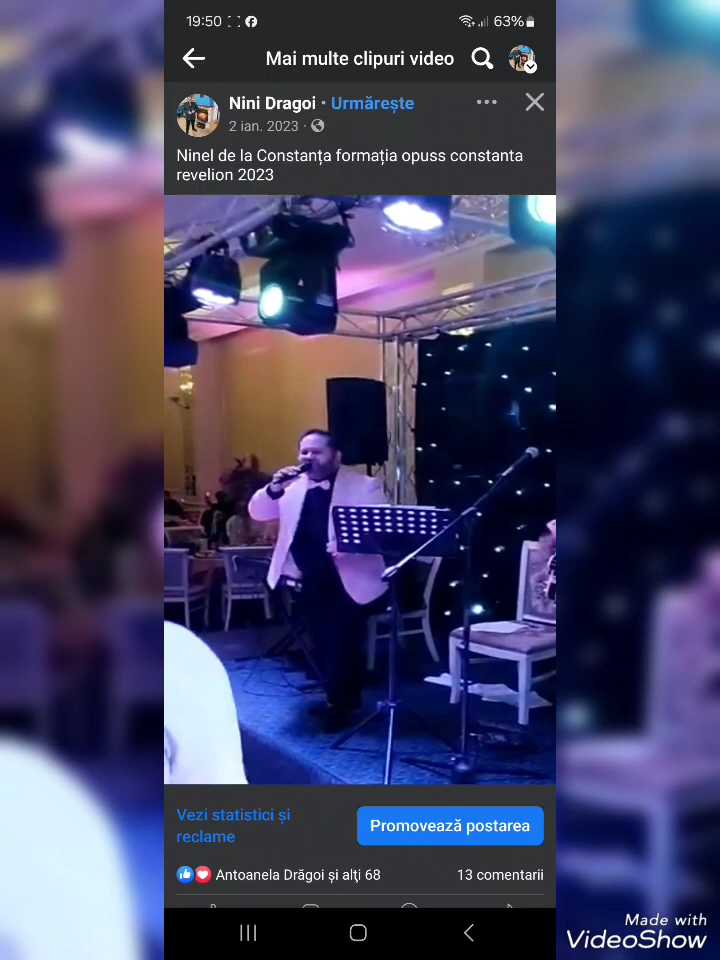 19:50 63%
Mai multe clipuri video
Nini Dragoi · Urmărește
2 ian. 2023 ·
Ninel de la Constanța formația opuss constanta
revelion 2023
Vezi statistici și
reclame
Promovează postarea
Antoanela Drăgoi și alți 68
13 comentarii
Made with
VideoShow